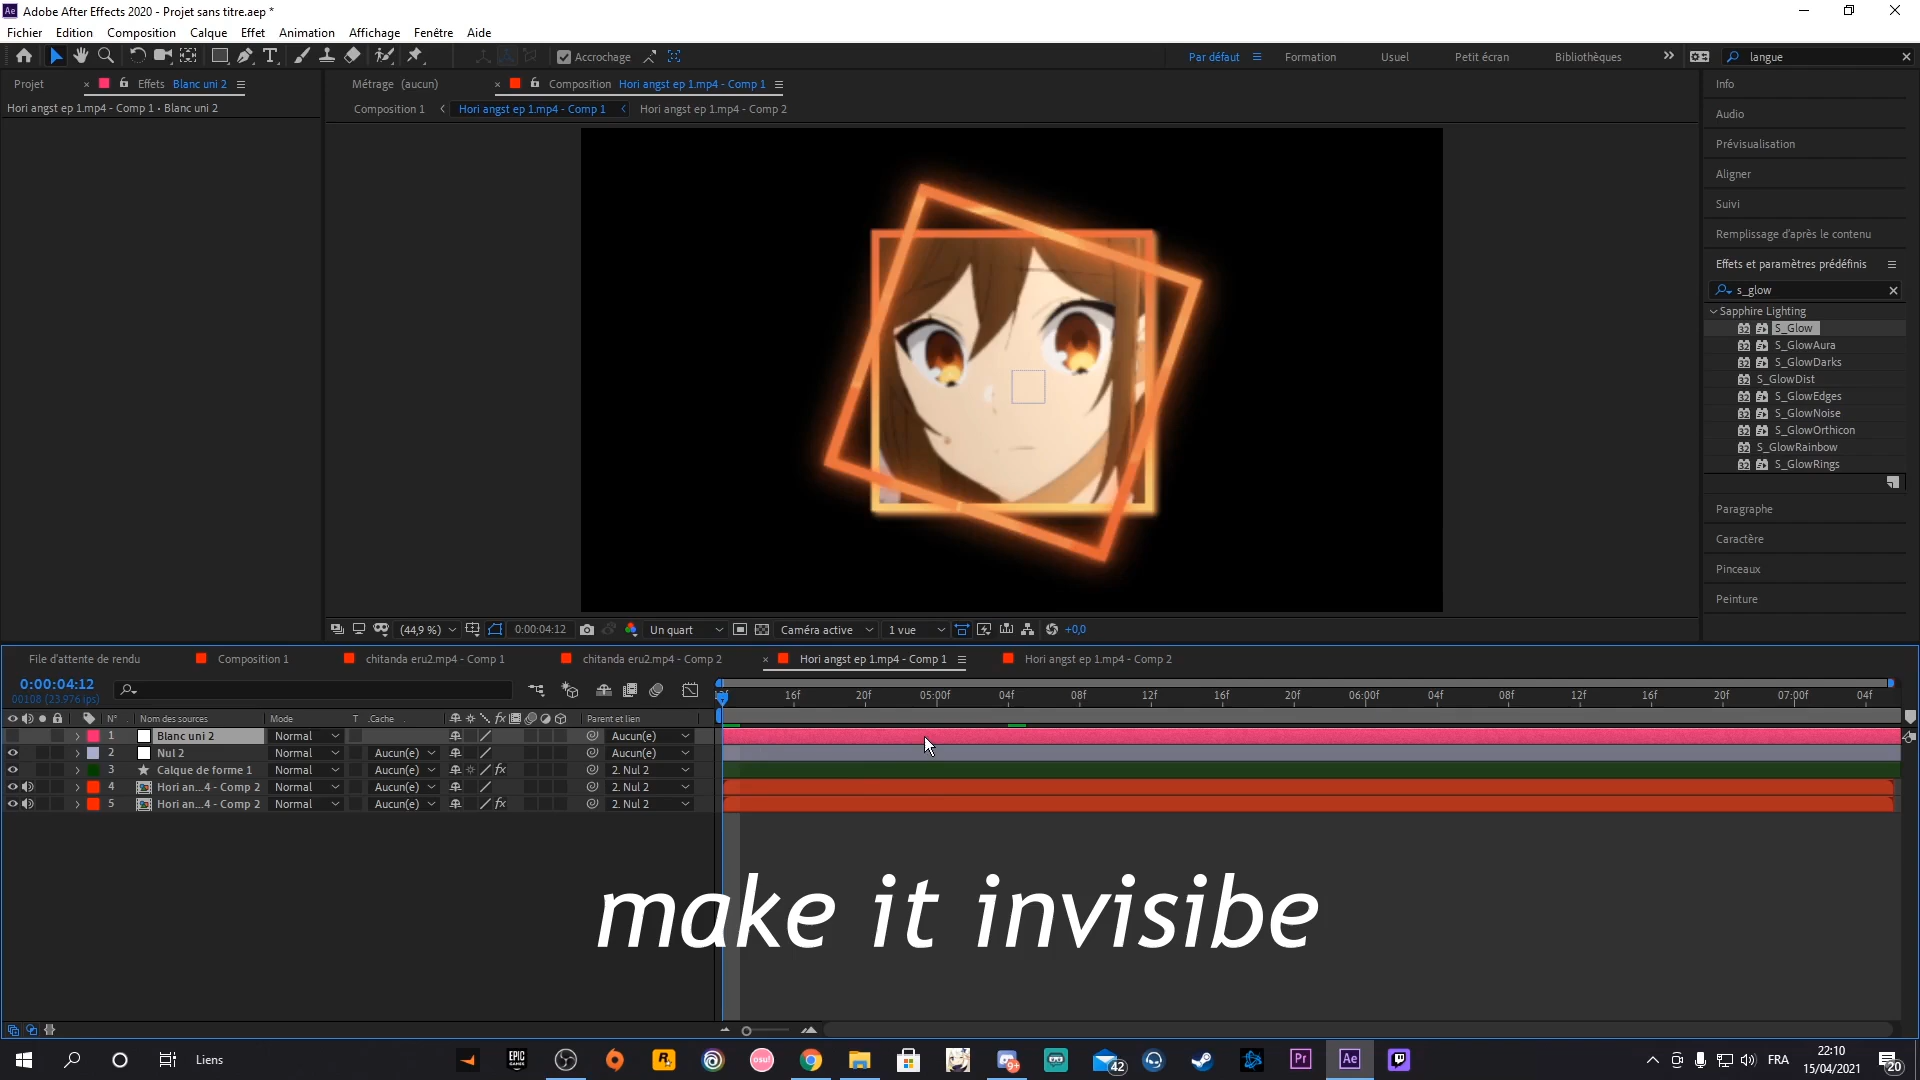 Adobe After Effects 2020 - Projet sans titre.aep *
Fichier Edition Composition Calque Effet Animation Affichage Fenêtre Aide
Accrochage Par défaut Formation Usuel Petit écran Bibliothèques langue
Projet Effets Blanc uni 2 Métrage (aucun) Composition Hori angst ep 1.mp4 - Comp 1
Hori angst ep 1.mp4 - Comp 1 • Blanc uni 2 Composition 1 Hori angst ep 1.mp4 - Comp 1 Hori angst ep 1.mp4 - Comp 2
Info
Audio
Prévisualisation
Aligner
Suivi
Remplissage d'après le contenu
Effets et paramètres prédéfinis
s_glow
Sapphire Lighting
S_Glow
S_GlowAura
S_GlowDarks
S_GlowDist
S_GlowEdges
S_GlowNoise
S_GlowOrthicon
S_GlowRainbow
S_GlowRings
Paragraphe
Caractère
Pinceaux
Peinture
(44,9 %) 0:00:04:12 Un quart Caméra active 1 vue +0,0
File d'attente de rendu Composition 1 chitanda eru2.mp4 - Comp 1 chitanda eru2.mp4 - Comp 2 Hori angst ep 1.mp4 - Comp 1 Hori angst ep 1.mp4 - Comp 2
0:00:04:12
00108 (23.976 ips)
16f 20f 05:00f 04f 08f 12f 16f 20f 06:00f 04f 08f 12f 16f 20f 07:00f 04f
N° Nom des sources Mode T .Cache Parent et lien
1 Blanc uni 2 Normal Aucun(e)
2 Nul 2 Normal Aucun(e) Aucun(e)
3 Calque de forme 1 Normal Aucun(e) fx 2. Nul 2
4 Hori an...4 - Comp 2 Normal Aucun(e) 2. Nul 2
5 Hori an...4 - Comp 2 Normal Aucun(e) fx 2. Nul 2
make it invisibe
Liens EPIC GAMES osu! 9+ 42 Pr Ae FRA 22:10
15/04/2021 20